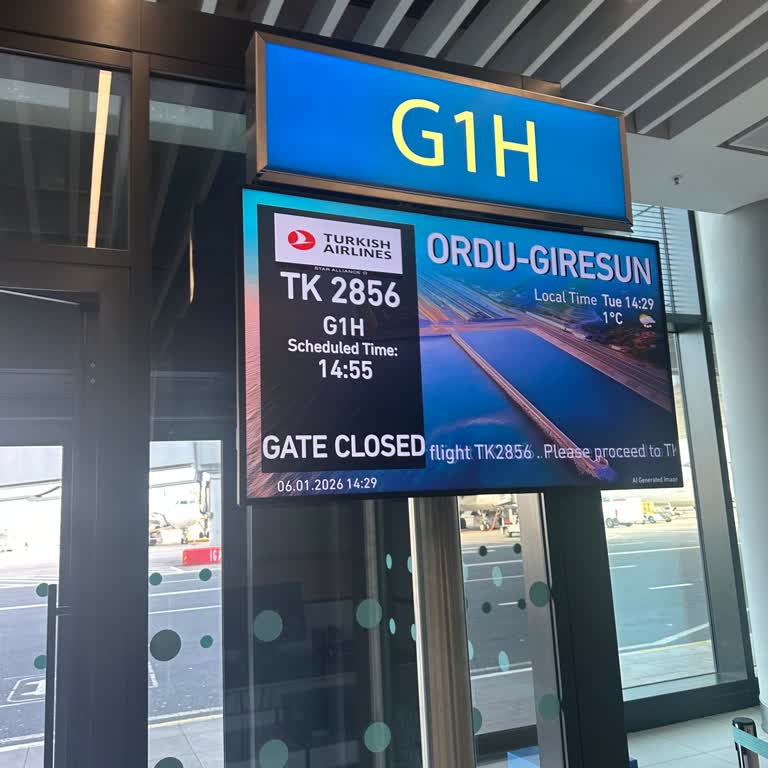 G1H
TURKISH
AIRLINES
STAR ALLIANCE
TK 2856
G1H
Scheduled Time:
14:55
GATE CLOSED
06.01.2026 14:29
ORDU-GIRESUN
Local Time Tue 14:29
1°C
flight TK2856 ..Please proceed to
AI Generated Image